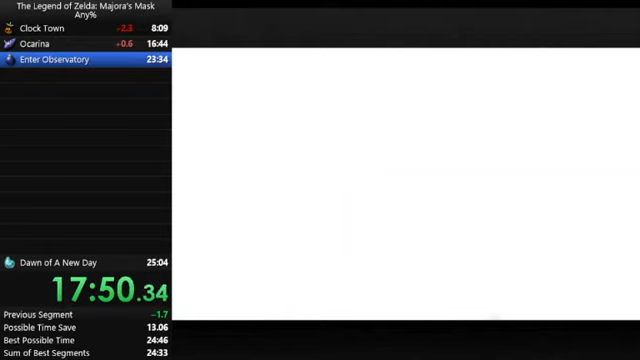 The Legend of Zelda: Majora's Mask
Any%
Clock Town +2.3 8:09
Ocarina +0.6 16:44
Enter Observatory 23:34
Dawn of A New Day 25:04
17:50.34
Previous Segment −1.7
Possible Time Save 13.06
Best Possible Time 24:46
Sum of Best Segments 24:33